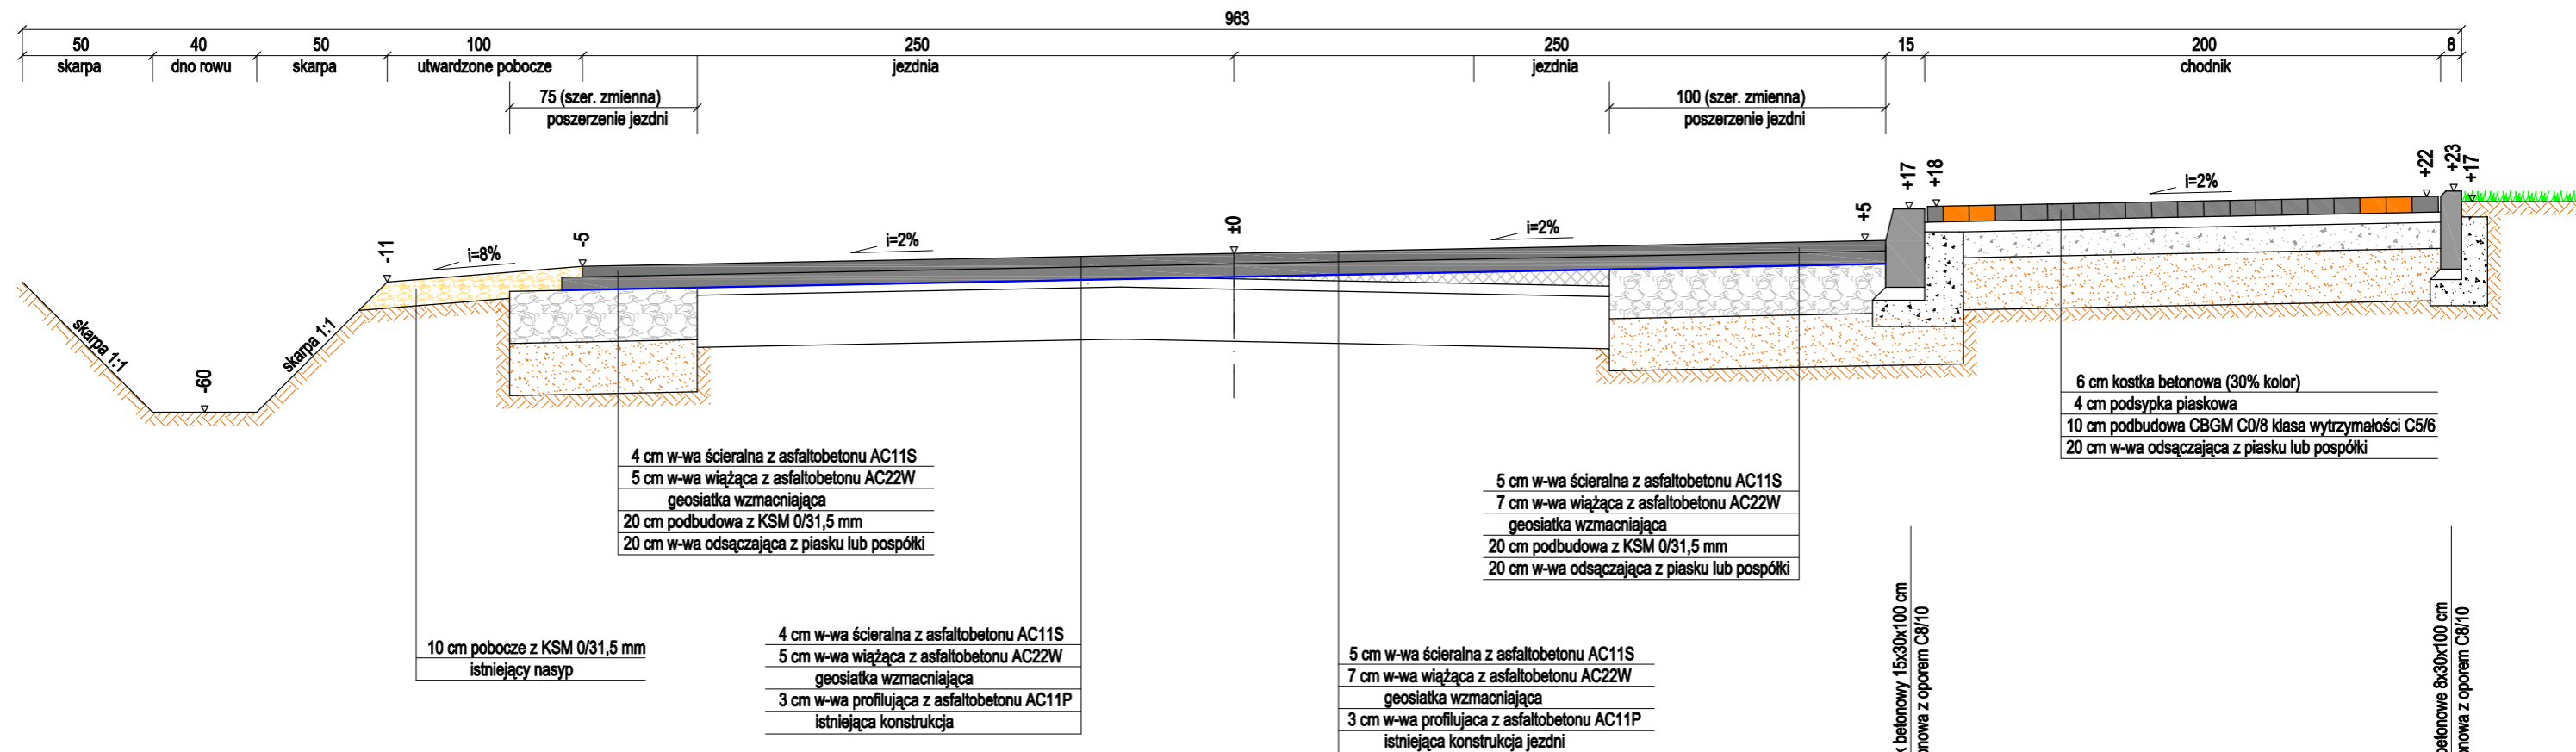 963
50 40 50 100 250 250 15 200 8
skarpa dno rowu skarpa utwardzone pobocze jezdnia jezdnia chodnik
75 (szer. zmienna)
poszerzenie jezdni
100 (szer. zmienna)
poszerzenie jezdni
-11
i=8%
-5
i=2%
±0
i=2%
+5
+17
+18
i=2%
+22
+23
+17
skarpa 1:1
-60
skarpa 1:1
4 cm w-wa ścieralna z asfaltobetonu AC11S
5 cm w-wa wiążąca z asfaltobetonu AC22W
geosiatka wzmacniająca
20 cm podbudowa z KSM 0/31,5 mm
20 cm w-wa odsączająca z piasku lub pospółki
5 cm w-wa ścieralna z asfaltobetonu AC11S
7 cm w-wa wiążąca z asfaltobetonu AC22W
geosiatka wzmacniająca
20 cm podbudowa z KSM 0/31,5 mm
20 cm w-wa odsączająca z piasku lub pospółki
6 cm kostka betonowa (30% kolor)
4 cm podsypka piaskowa
10 cm podbudowa CBGM C0/8 klasa wytrzymałości C5/6
20 cm w-wa odsączająca z piasku lub pospółki
10 cm pobocze z KSM 0/31,5 mm
istniejący nasyp
4 cm w-wa ścieralna z asfaltobetonu AC11S
5 cm w-wa wiążąca z asfaltobetonu AC22W
geosiatka wzmacniająca
3 cm w-wa profilująca z asfaltobetonu AC11P
istniejąca konstrukcja
5 cm w-wa ścieralna z asfaltobetonu AC11S
7 cm w-wa wiążąca z asfaltobetonu AC22W
geosiatka wzmacniająca
3 cm w-wa profilujaca z asfaltobetonu AC11P
istniejąca konstrukcja jezdni
betonowy 15x30x100 cm
z oporem C8/10
8x30x100 cm
z oporem C8/10